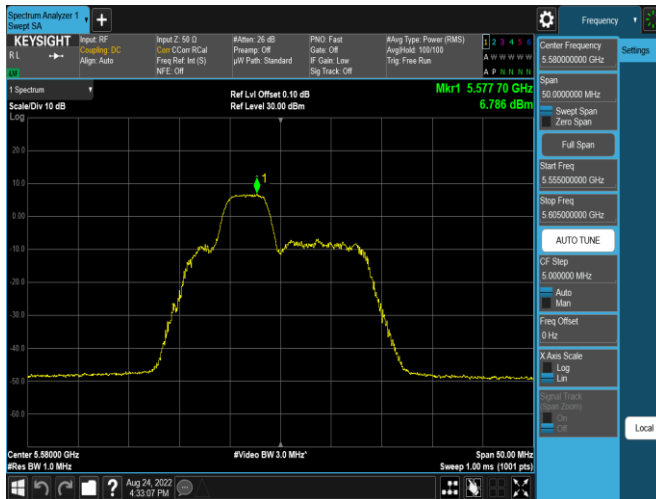 Spectrum Analyzer 1
Swept SA
+
Frequency
KEYSIGHT
RL
Input: RF
Coupling: DC
Align: Auto
Input Z: 50 Ω
Corr CCorr RCal
Freq Ref: Int (S)
NFE: Off
#Atten: 26 dB
Preamp: Off
µW Path: Standard
PNO: Fast
Gate: Off
IF Gain: Low
Sig Track: Off
#Avg Type: Power (RMS)
Avg|Hold: 100/100
Trig: Free Run
1 2 3 4 5 6
A W W W W W
A P N N N N
1 Spectrum
Scale/Div 10 dB
Log
Ref Lvl Offset 0.10 dB
Ref Level 30.00 dBm
Mkr1 5.577 70 GHz
6.786 dBm
1
20.0
10.0
0.00
-10.0
-20.0
-30.0
-40.0
-50.0
-60.0
Center 5.58000 GHz
#Res BW 1.0 MHz
#Video BW 3.0 MHz*
Span 50.00 MHz
Sweep 1.00 ms (1001 pts)
Aug 24, 2022
4:33:07 PM
?
Center Frequency
5.580000000 GHz
Settings
Span
50.0000000 MHz
Swept Span
Zero Span
Full Span
Start Freq
5.555000000 GHz
Stop Freq
5.605000000 GHz
AUTO TUNE
CF Step
5.000000 MHz
Auto
Man
Freq Offset
0 Hz
X Axis Scale
Log
Lin
Signal Track
(Span Zoom)
On
Off
Local